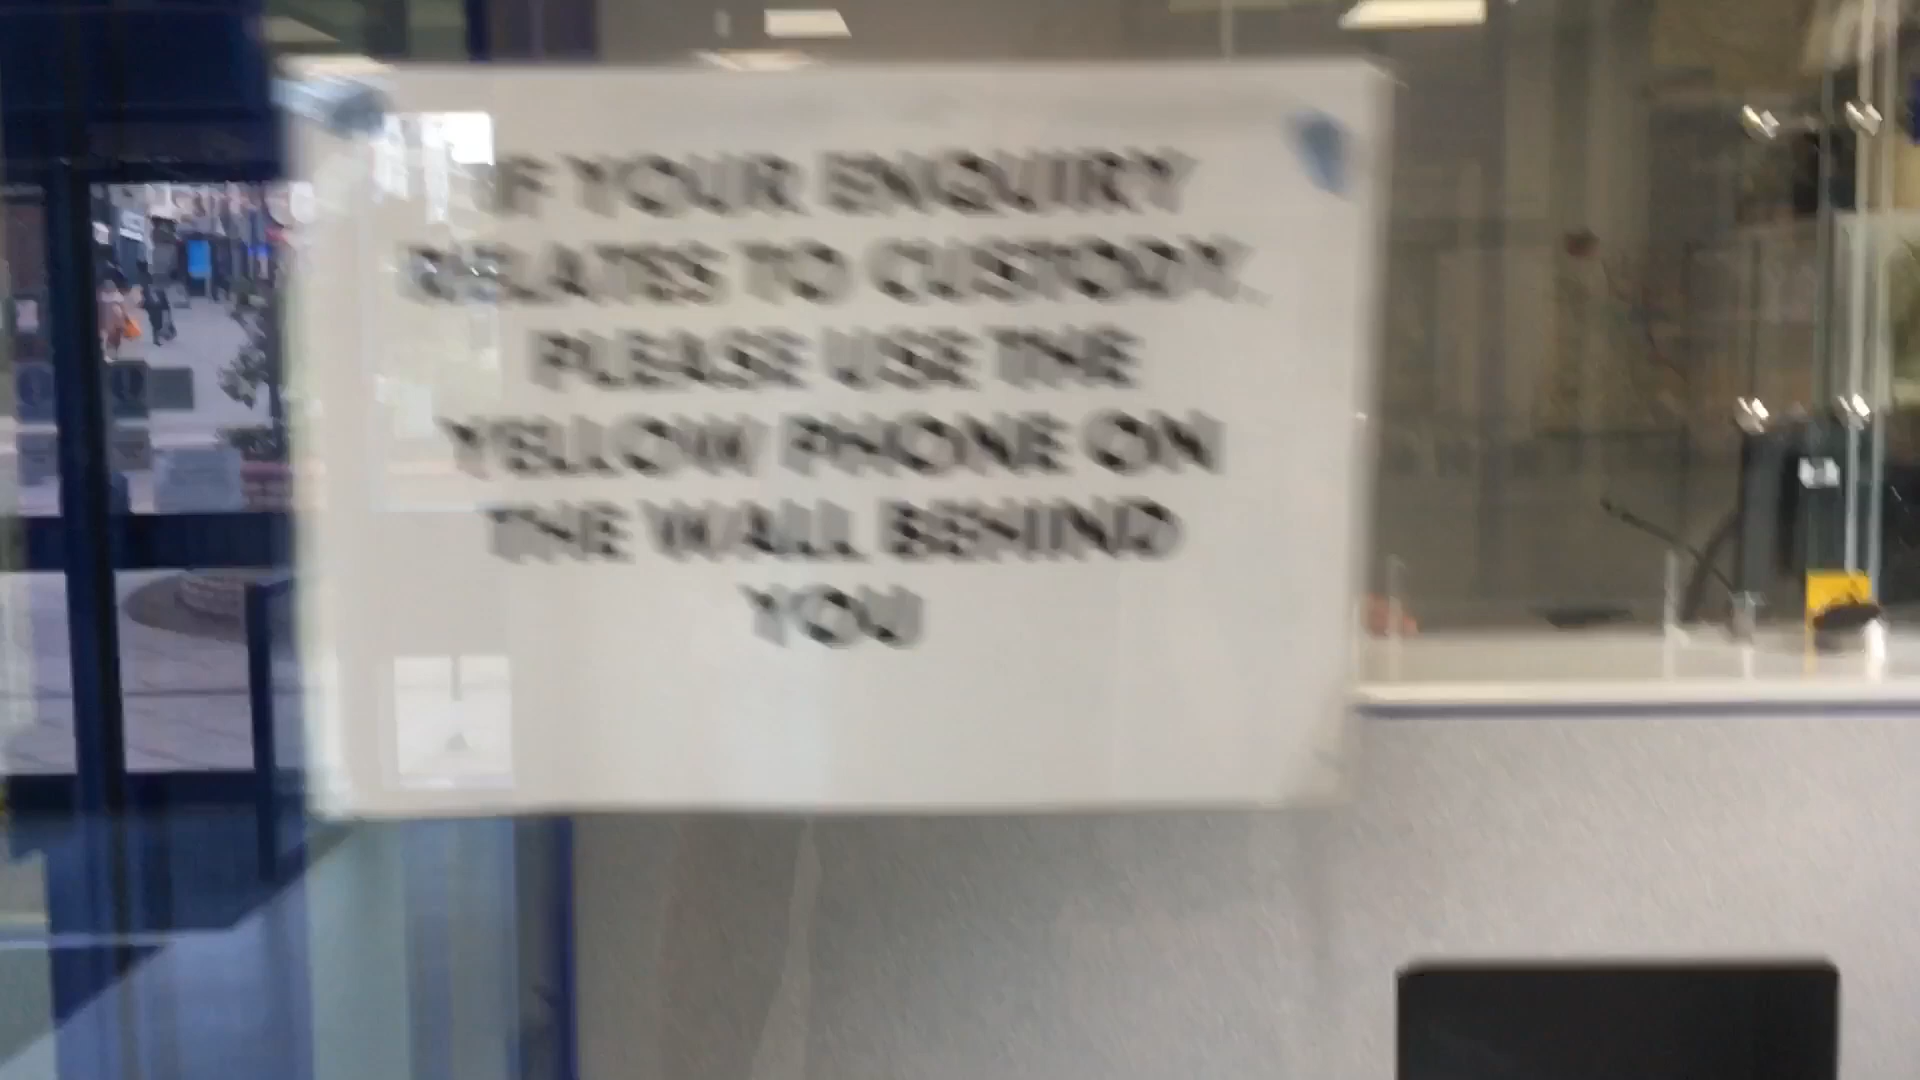 IF YOUR ENQUIRY
RELATES TO CUSTODY,
PLEASE USE THE
YELLOW PHONE ON
THE WALL BEHIND
YOU